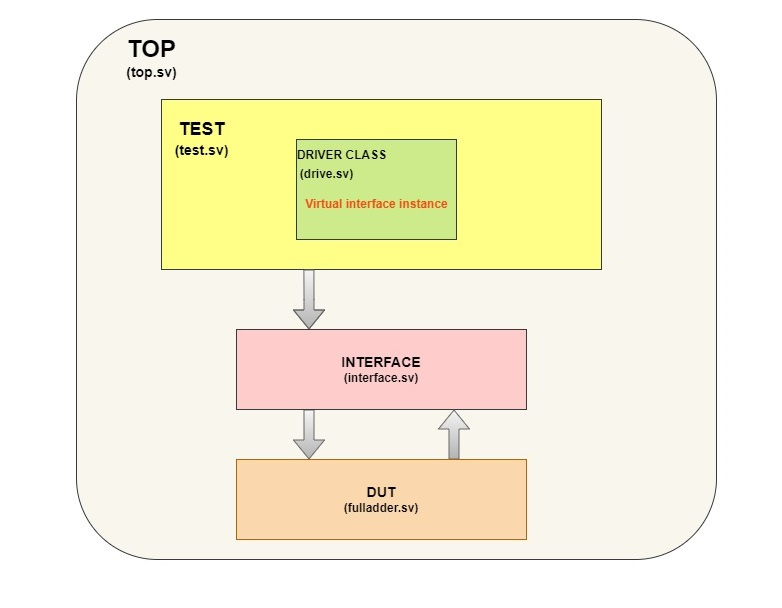 TOP
(top.sv)
TEST
(test.sv)
DRIVER CLASS
(drive.sv)
Virtual interface instance
INTERFACE
(interface.sv)
DUT
(fulladder.sv)